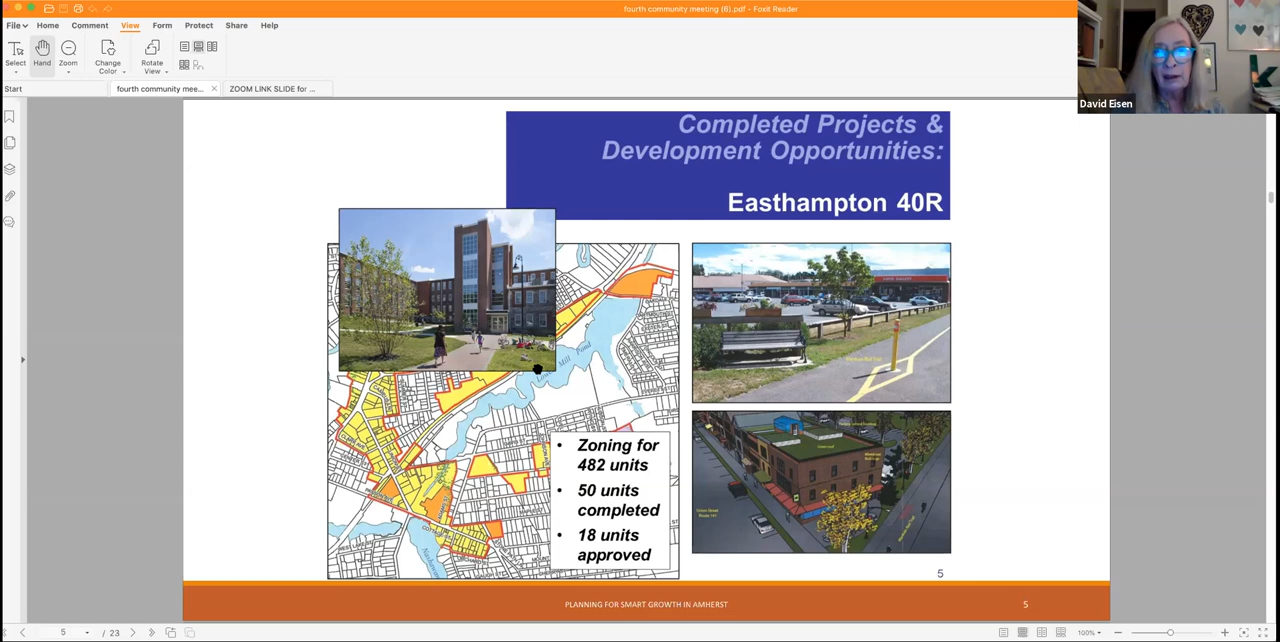 fourth community meeting (6).pdf - Foxit Reader
File Home Comment View Form Protect Share Help
Select Hand Zoom Change Color Rotate View
Start fourth community mee... ZOOM LINK SLIDE for ...
David Eisen
Completed Projects &
Development Opportunities:
Easthampton 40R
Lower Mill Pond
• Zoning for
482 units
• 50 units
completed
• 18 units
approved
5
PLANNING FOR SMART GROWTH IN AMHERST 5
5 / 23 100%